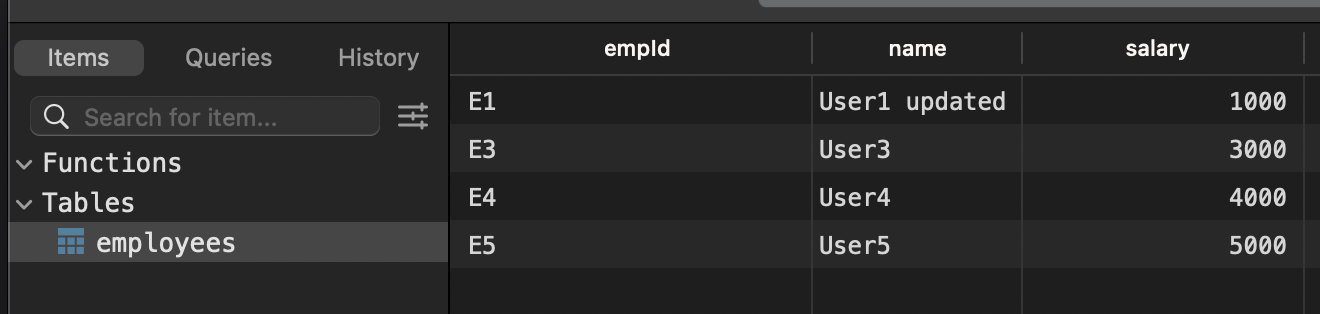 Items Queries History
Search for item...
Functions
Tables
employees
empId name salary
E1 User1 updated 1000
E3 User3 3000
E4 User4 4000
E5 User5 5000